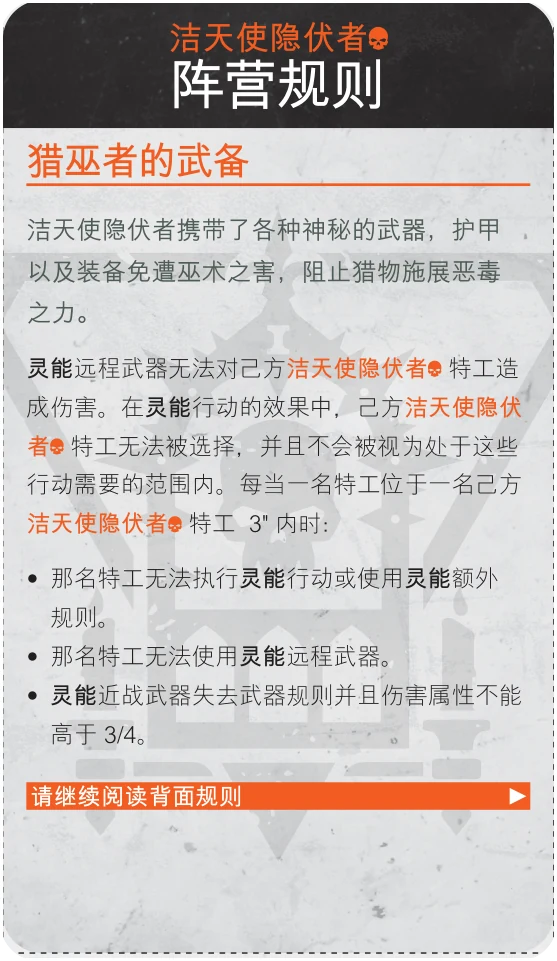 洁天使隐伏者
阵营规则
猎巫者的武备
洁天使隐伏者携带了各种神秘的武器，护甲
以及装备免遭巫术之害，阻止猎物施展恶毒
之力。
灵能远程武器无法对己方洁天使隐伏者 特工造
成伤害。在灵能行动的效果中，己方洁天使隐伏
者 特工无法被选择，并且不会被视为处于这些
行动需要的范围内。每当一名特工位于一名己方
洁天使隐伏者 特工 3" 内时:
• 那名特工无法执行灵能行动或使用灵能额外
规则。
• 那名特工无法使用灵能远程武器。
• 灵能近战武器失去武器规则并且伤害属性不能
高于 3/4。
请继续阅读背面规则